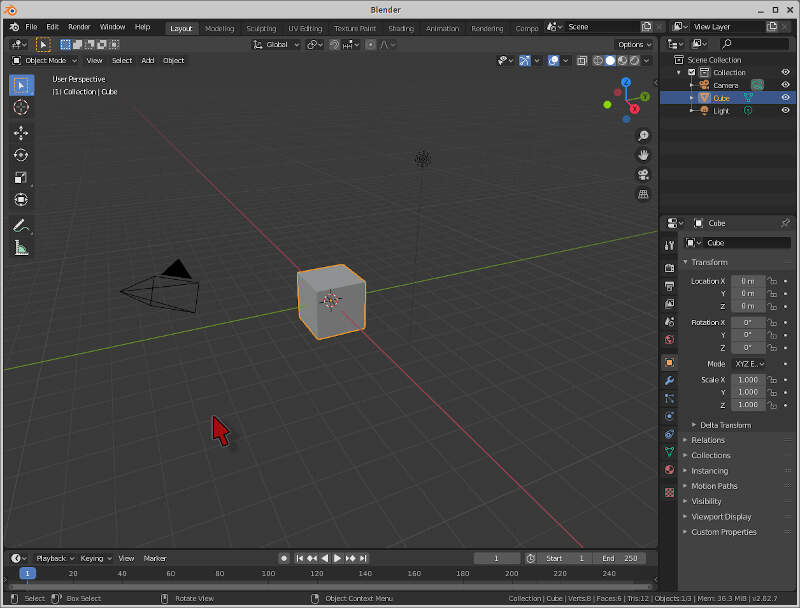 Blender
File Edit Render Window Help Layout Modeling Sculpting UV Editing Texture Paint Shading Animation Rendering Compo Scene View Layer
Global Options
Object Mode View Select Add Object
User Perspective
(1) Collection | Cube
Z
Y
X
Scene Collection
Collection
Camera
Cube
Light
Cube
Cube
Transform
Location X 0 m
Y 0 m
Z 0 m
Rotation X 0°
Y 0°
Z 0°
Mode XYZ E..
Scale X 1.000
Y 1.000
Z 1.000
Delta Transform
Relations
Collections
Instancing
Motion Paths
Visibility
Viewport Display
Custom Properties
Playback Keying View Marker 1 Start 1 End 250
1 20 40 60 80 100 120 140 160 180 200 220 240
Select Box Select Rotate View Object Context Menu Collection | Cube | Verts:8 | Faces:6 | Tris:12 | Objects:1/3 | Mem: 36.3 MiB | v2.82.7